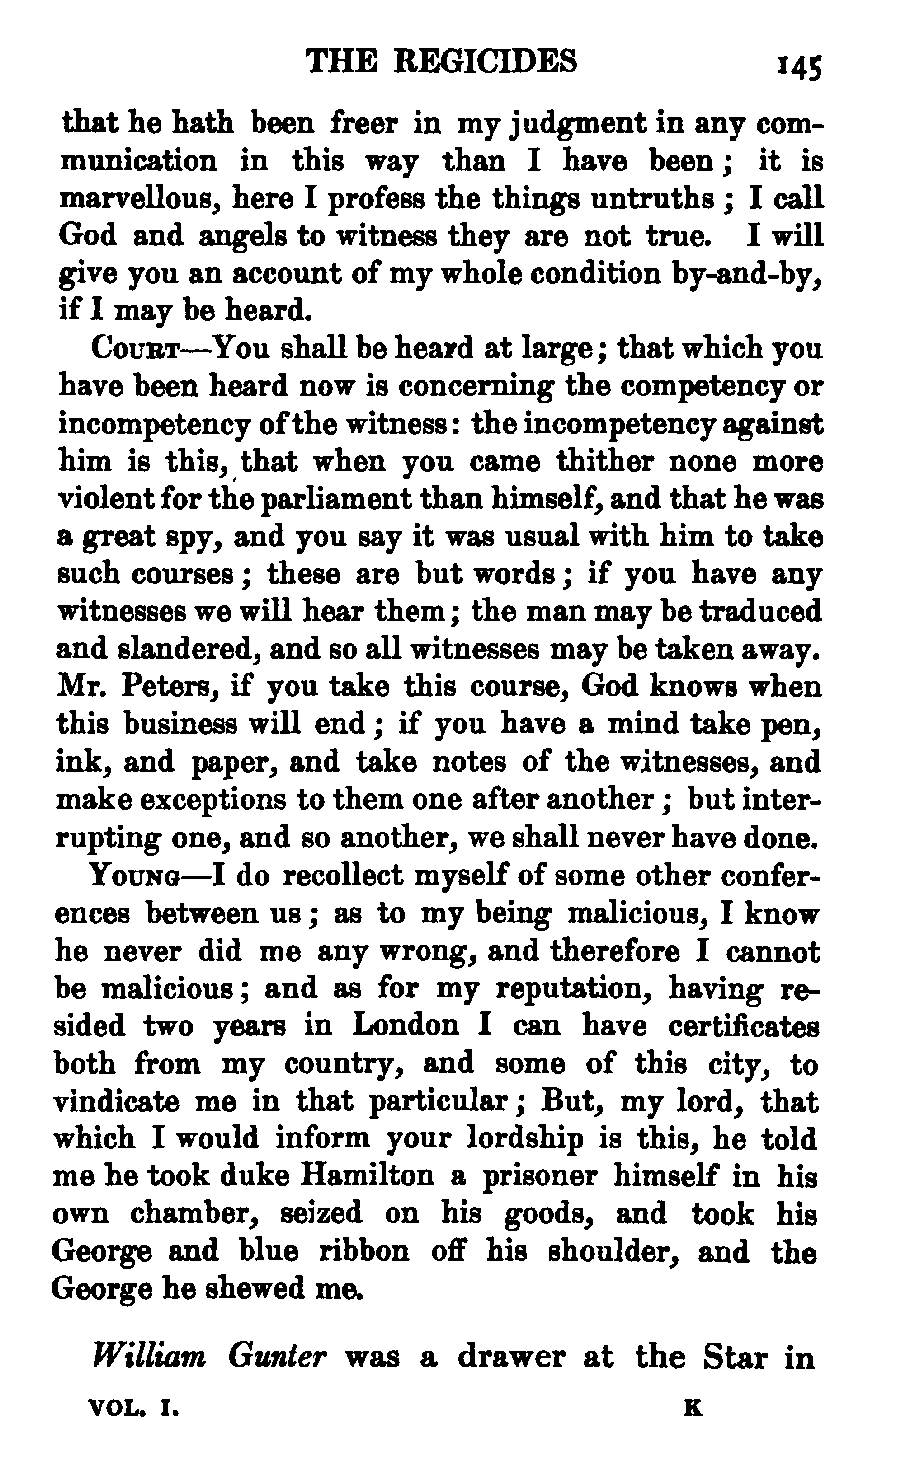 THE REGICIDES 145
that he hath been freer in my judgment in any com-
munication in this way than I have been ; it is
marvellous, here I profess the things untruths ; I call
God and angels to witness they are not true. I will
give you an account of my whole condition by-and-by,
if I may be heard.
COURT—You shall be heard at large; that which you
have been heard now is concerning the competency or
incompetency of the witness: the incompetency against
him is this, that when you came thither none more
violent for the parliament than himself, and that he was
a great spy, and you say it was usual with him to take
such courses ; these are but words ; if you have any
witnesses we will hear them ; the man may be traduced
and slandered, and so all witnesses may be taken away.
Mr. Peters, if you take this course, God knows when
this business will end ; if you have a mind take pen,
ink, and paper, and take notes of the witnesses, and
make exceptions to them one after another ; but inter-
rupting one, and so another, we shall never have done.
YOUNG—I do recollect myself of some other confer-
ences between us ; as to my being malicious, I know
he never did me any wrong, and therefore I cannot
be malicious ; and as for my reputation, having re-
sided two years in London I can have certificates
both from my country, and some of this city, to
vindicate me in that particular ; But, my lord, that
which I would inform your lordship is this, he told
me he took duke Hamilton a prisoner himself in his
own chamber, seized on his goods, and took his
George and blue ribbon off his shoulder, and the
George he shewed me.
William Gunter was a drawer at the Star in
VOL. I. K